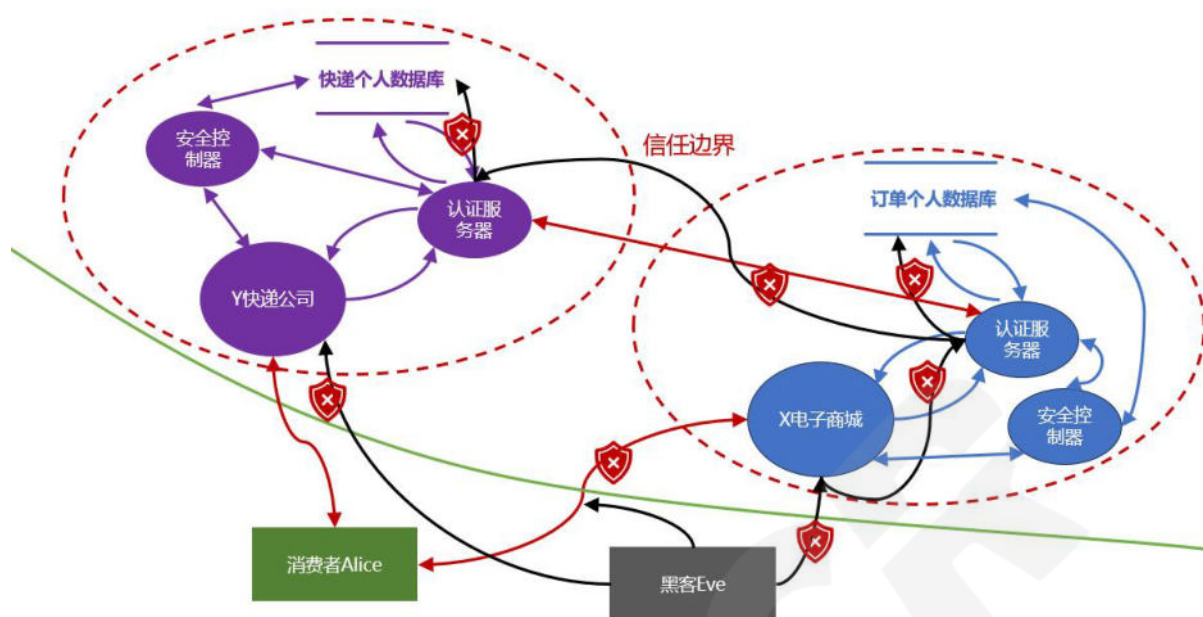 快递个人数据库
安全控
制器
信任边界
认证服
务器
订单个人数据库
Y快递公司
认证服
务器
X电子商城
安全控
制器
消费者Alice
黑客Eve